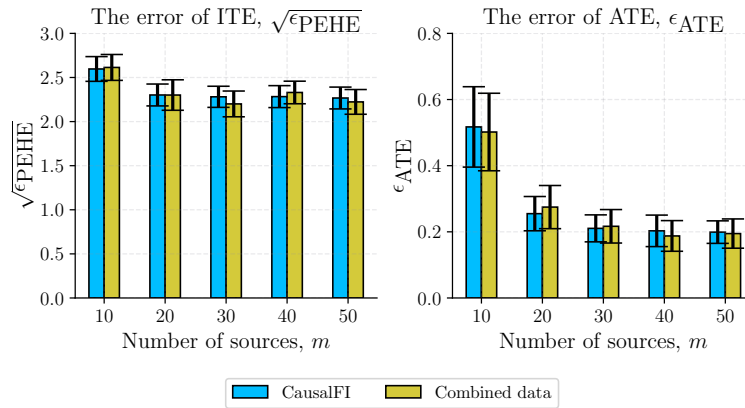 The error of ITE, √ϵPEHE
3.0
2.5
2.0
1.5
1.0
0.5
0.0
√ϵPEHE
10 20 30 40 50
Number of sources, m
The error of ATE, ϵATE
0.8
0.6
0.4
0.2
0.0
ϵATE
10 20 30 40 50
Number of sources, m
CausalFI Combined data